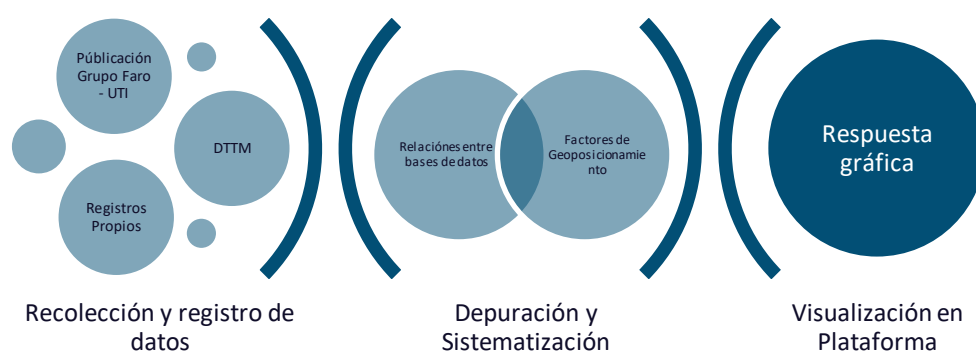 Públicación
Grupo Faro
- UTI
DTTM
Registros
Propios
Recolección y registro de
datos
Relaciónes entre
bases de datos
Factores de
Geoposicionamie
nto
Depuración y
Sistematización
Respuesta
gráfica
Visualización en
Plataforma